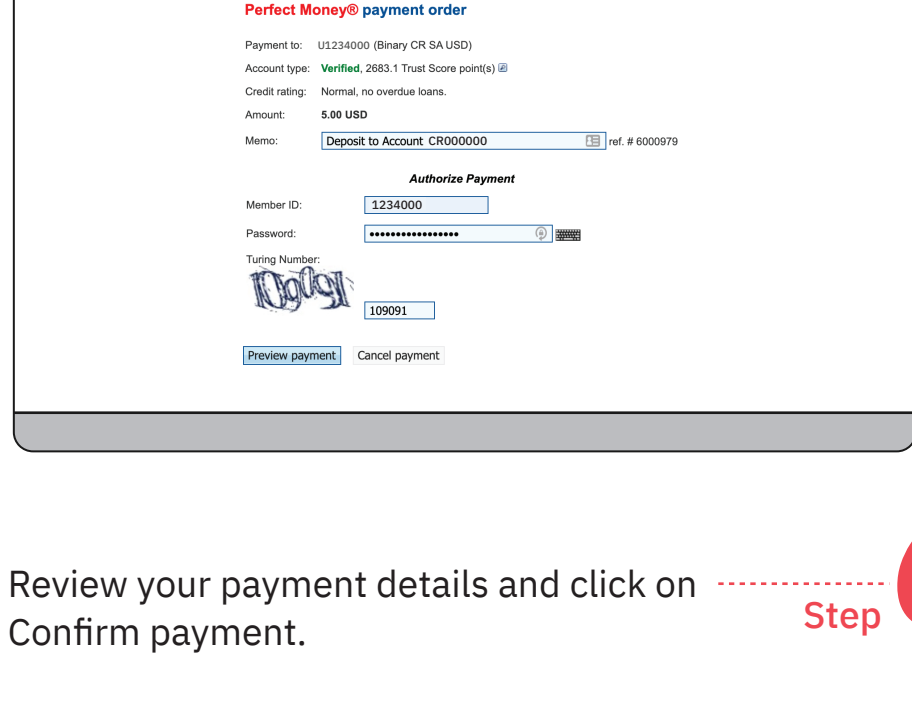 Perfect Money® payment order
Payment to: U1234000 (Binary CR SA USD)
Account type: Verified, 2683.1 Trust Score point(s)
Credit rating: Normal, no overdue loans.
Amount: 5.00 USD
Memo: Deposit to Account CR000000 ref. # 6000979
Authorize Payment
Member ID: 1234000
Password: •••••••••••••••••
Turing Number:
109091
109091
Preview payment Cancel payment
Review your payment details and click on
Confirm payment.
Step